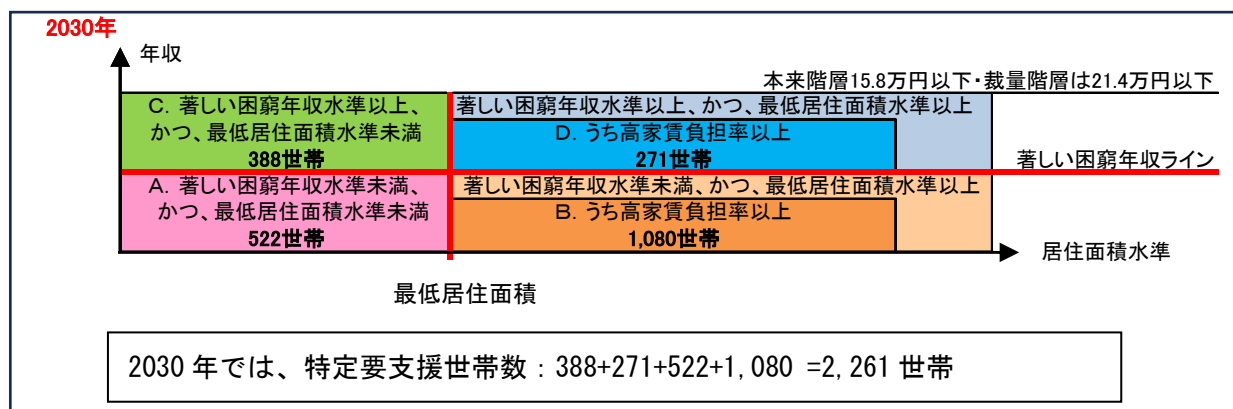 2030年
年収
本来階層15.8万円以下・裁量階層は21.4万円以下
C. 著しい困窮年収水準以上、
かつ、最低居住面積水準未満
388世帯
著しい困窮年収水準以上、かつ、最低居住面積水準以上
D. うち高家賃負担率以上
271世帯
著しい困窮年収ライン
A. 著しい困窮年収水準未満、
かつ、最低居住面積水準未満
522世帯
著しい困窮年収水準未満、かつ、最低居住面積水準以上
B. うち高家賃負担率以上
1,080世帯
居住面積水準
最低居住面積
2030 年では、特定要支援世帯数：388+271+522+1,080 =2,261 世帯